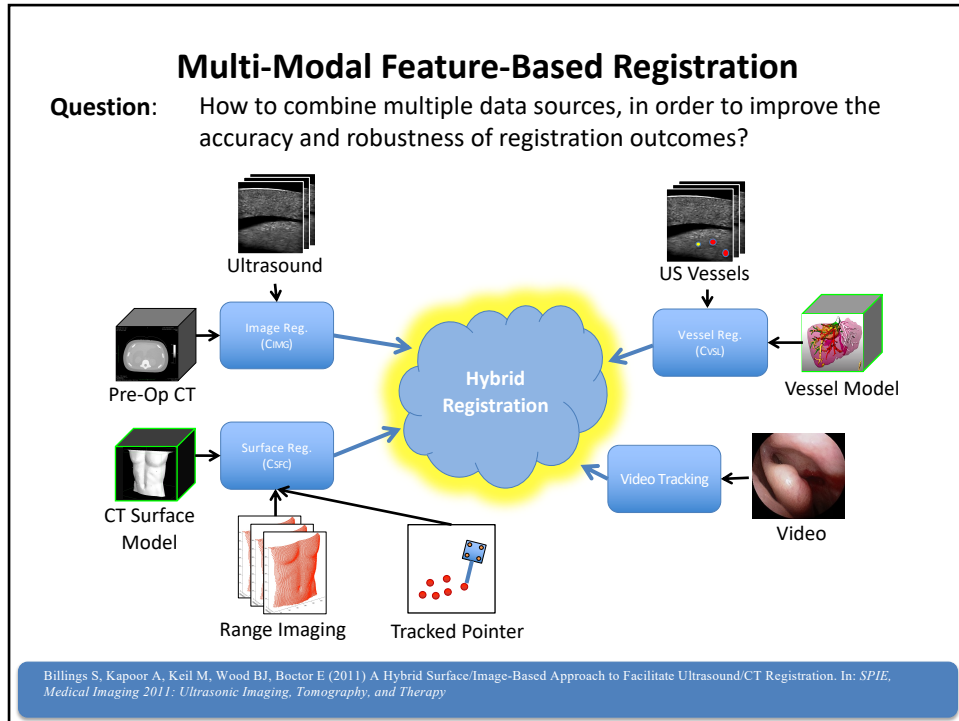 Multi-Modal Feature-Based Registration
Question: How to combine multiple data sources, in order to improve the
accuracy and robustness of registration outcomes?
Ultrasound
US Vessels
Image Reg.
(CIMG)
Vessel Reg.
(CVSL)
Hybrid
Registration
Pre-Op CT
Vessel Model
Surface Reg.
(CSFC)
Video Tracking
CT Surface
Model
Video
Range Imaging
Tracked Pointer
Billings S, Kapoor A, Keil M, Wood BJ, Boctor E (2011) A Hybrid Surface/Image-Based Approach to Facilitate Ultrasound/CT Registration. In: SPIE,
Medical Imaging 2011: Ultrasonic Imaging, Tomography, and Therapy